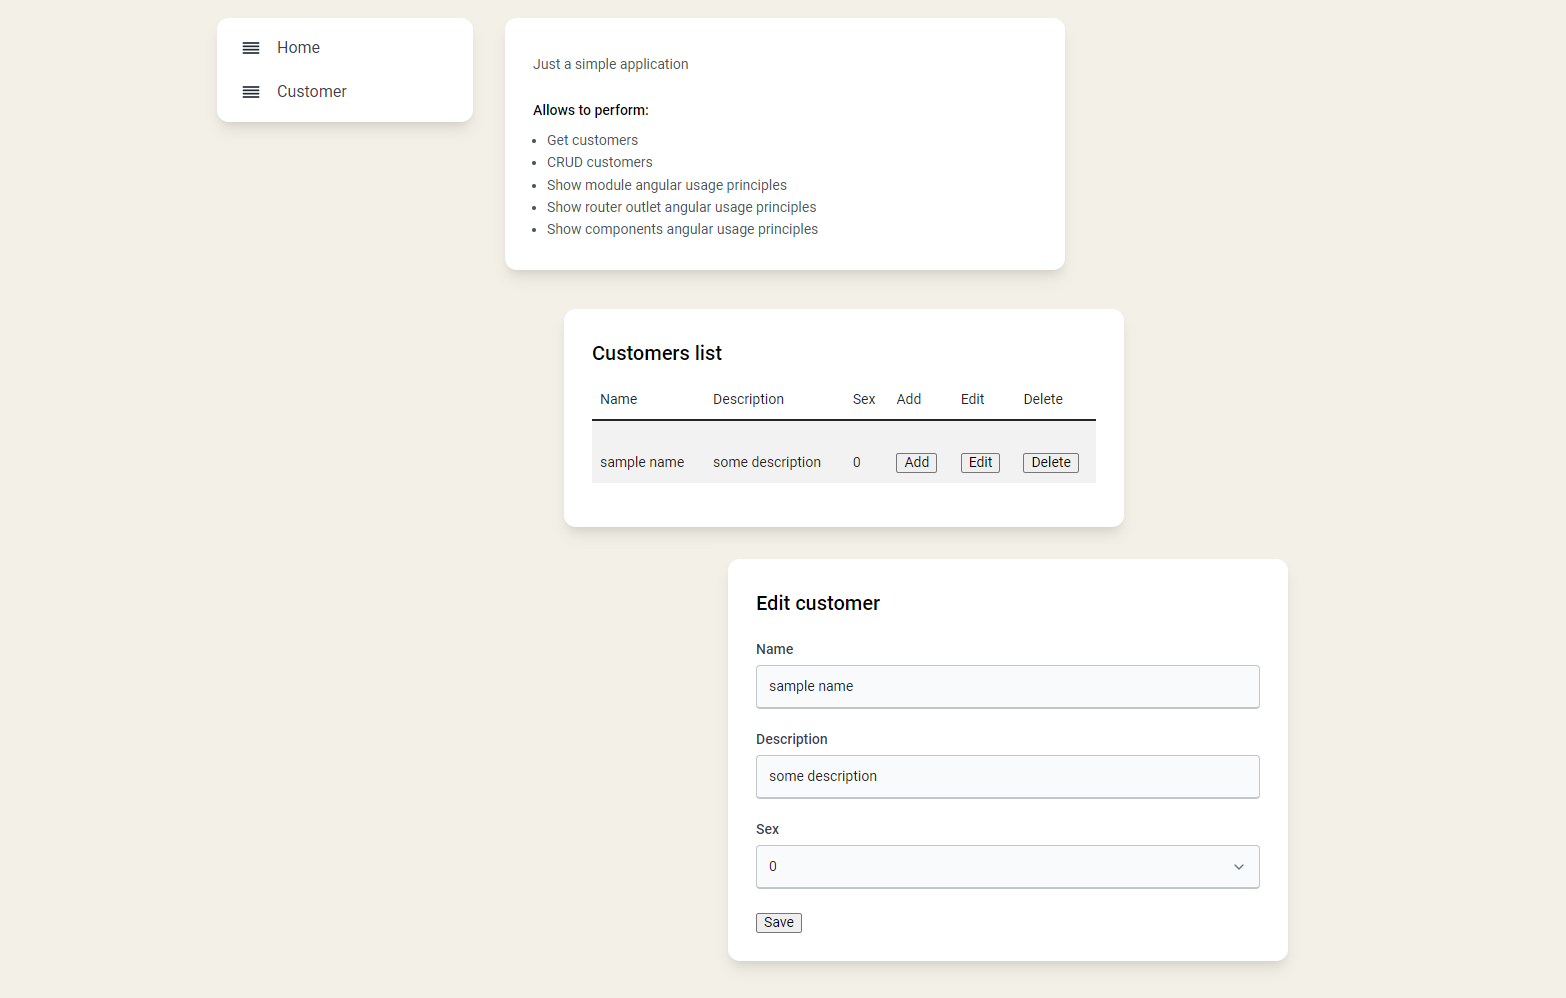 Home
Customer
Just a simple application
Allows to perform:
Get customers
CRUD customers
Show module angular usage principles
Show router outlet angular usage principles
Show components angular usage principles
Customers list
Name Description Sex Add Edit Delete
sample name some description 0 Add Edit Delete
Edit customer
Name
sample name
Description
some description
Sex
0
Save